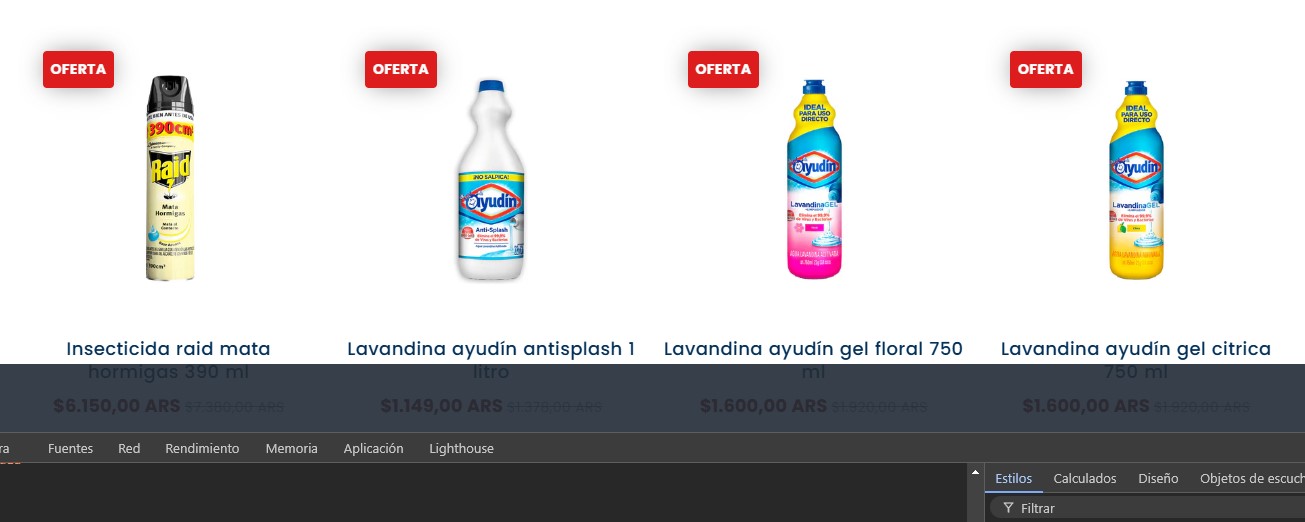 OFERTA
OFERTA
OFERTA
OFERTA
390cm³
Raid
Mata
Hormigas
Mata al
Contacto
¡NO SALPICA!
Ayudín
Anti-Splash
IDEAL
PARA USO
DIRECTO
Ayudín
LavandinaGEL
IDEAL
PARA USO
DIRECTO
Ayudín
LavandinaGEL
Insecticida raid mata
hormigas 390 ml
Lavandina ayudín antisplash 1
litro
Lavandina ayudín gel floral 750
ml
Lavandina ayudín gel citrica
750 ml
$6.150,00 ARS $7.380,00 ARS
$1.149,00 ARS $1.378,00 ARS
$1.600,00 ARS $1.920,00 ARS
$1.600,00 ARS $1.920,00 ARS
ra Fuentes Red Rendimiento Memoria Aplicación Lighthouse
Estilos Calculados Diseño Objetos de escuch
Filtrar